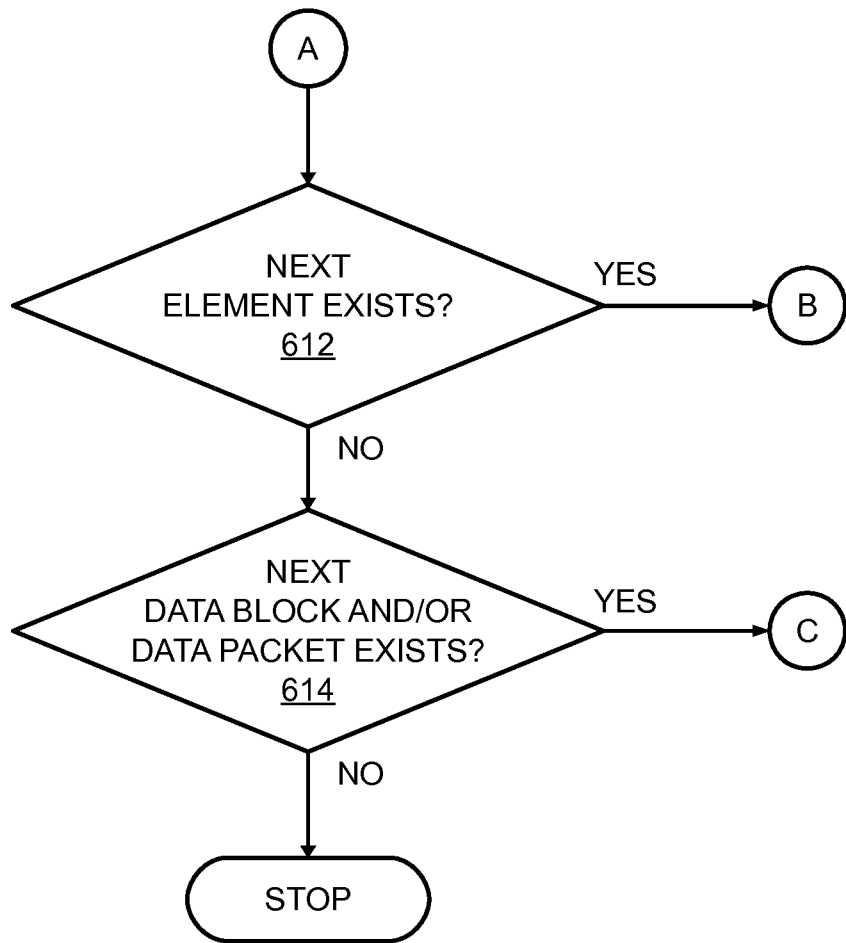 A
NEXT
ELEMENT EXISTS?
612
YES
B
NO
NEXT
DATA BLOCK AND/OR
DATA PACKET EXISTS?
614
YES
C
NO
STOP